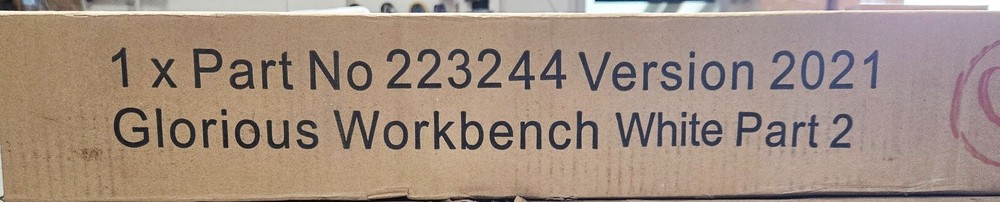 1 x Part No 223244 Version 2021
Glorious Workbench White Part 2